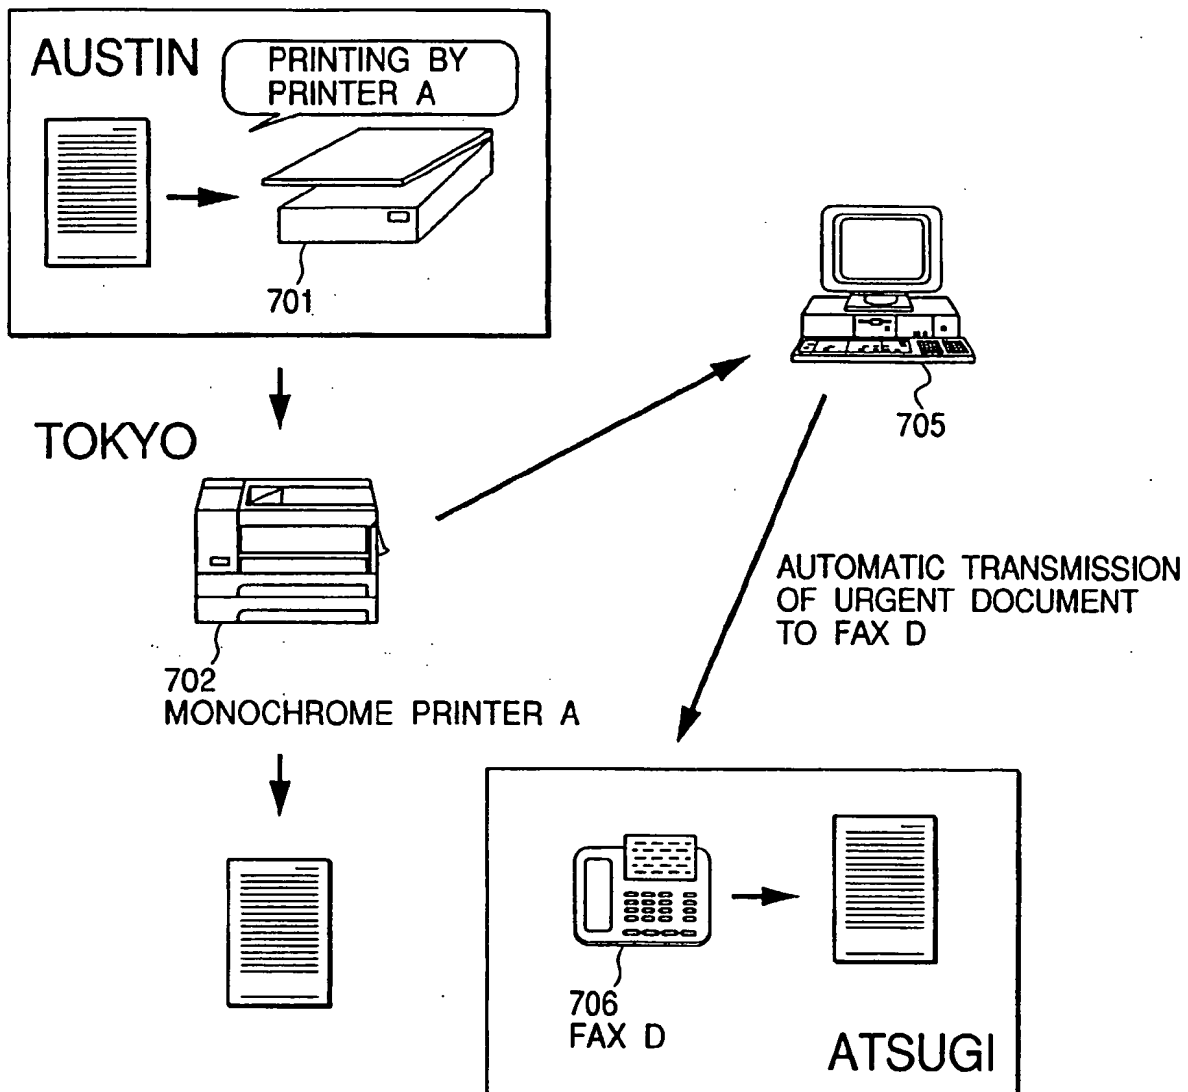 AUSTIN
PRINTING BY
PRINTER A
701
TOKYO
705
AUTOMATIC TRANSMISSION
OF URGENT DOCUMENT
TO FAX D
702
MONOCHROME PRINTER A
706
FAX D
ATSUGI